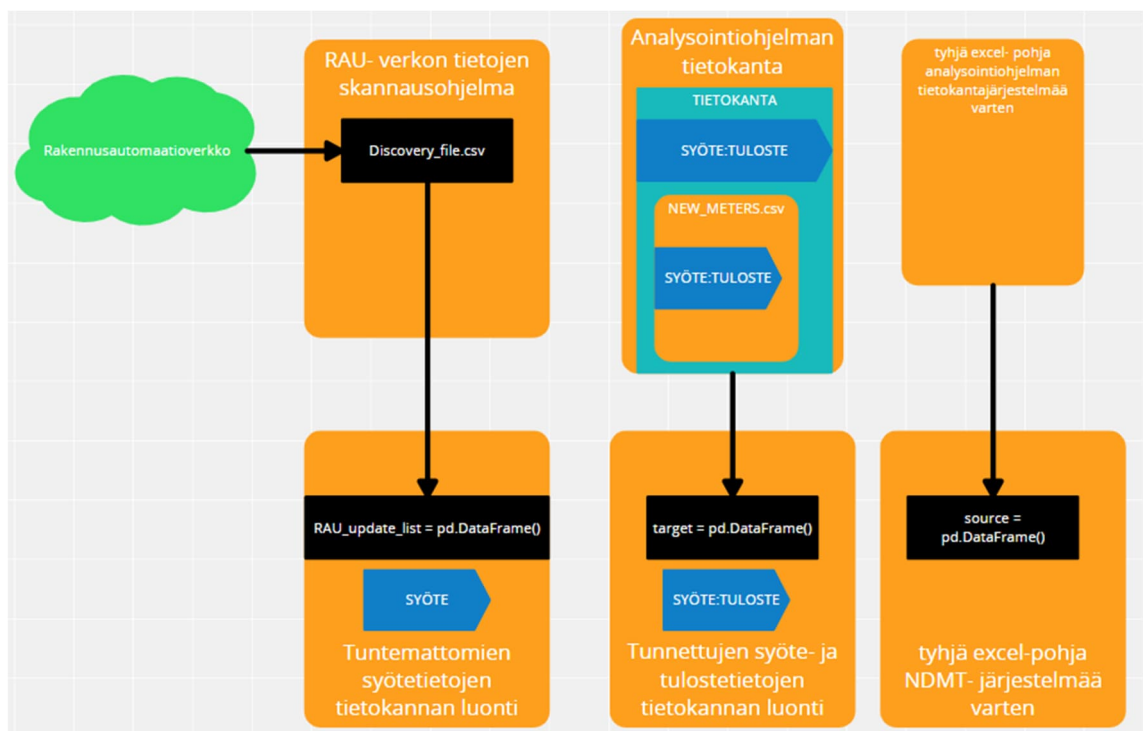 Rakennusautomaatioverkko
RAU- verkon tietojen
skannausohjelma
Discovery_file.csv
Analysointiohjelman
tietokanta
TIETOKANTA
SYÖTE:TULOSTE
NEW_METERS.csv
SYÖTE:TULOSTE
tyhjä excel- pohja
analysointiohjelman
tietokantajärjestelmää
varten
RAU_update_list = pd.DataFrame()
SYÖTE
Tuntemattomien
syötetietojen
tietokannan luonti
target = pd.DataFrame()
SYÖTE:TULOSTE
Tunnettujen syöte- ja
tulostetietojen
tietokannan luonti
source =
pd.DataFrame()
tyhjä excel-pohja
NDMT- järjestelmää
varten